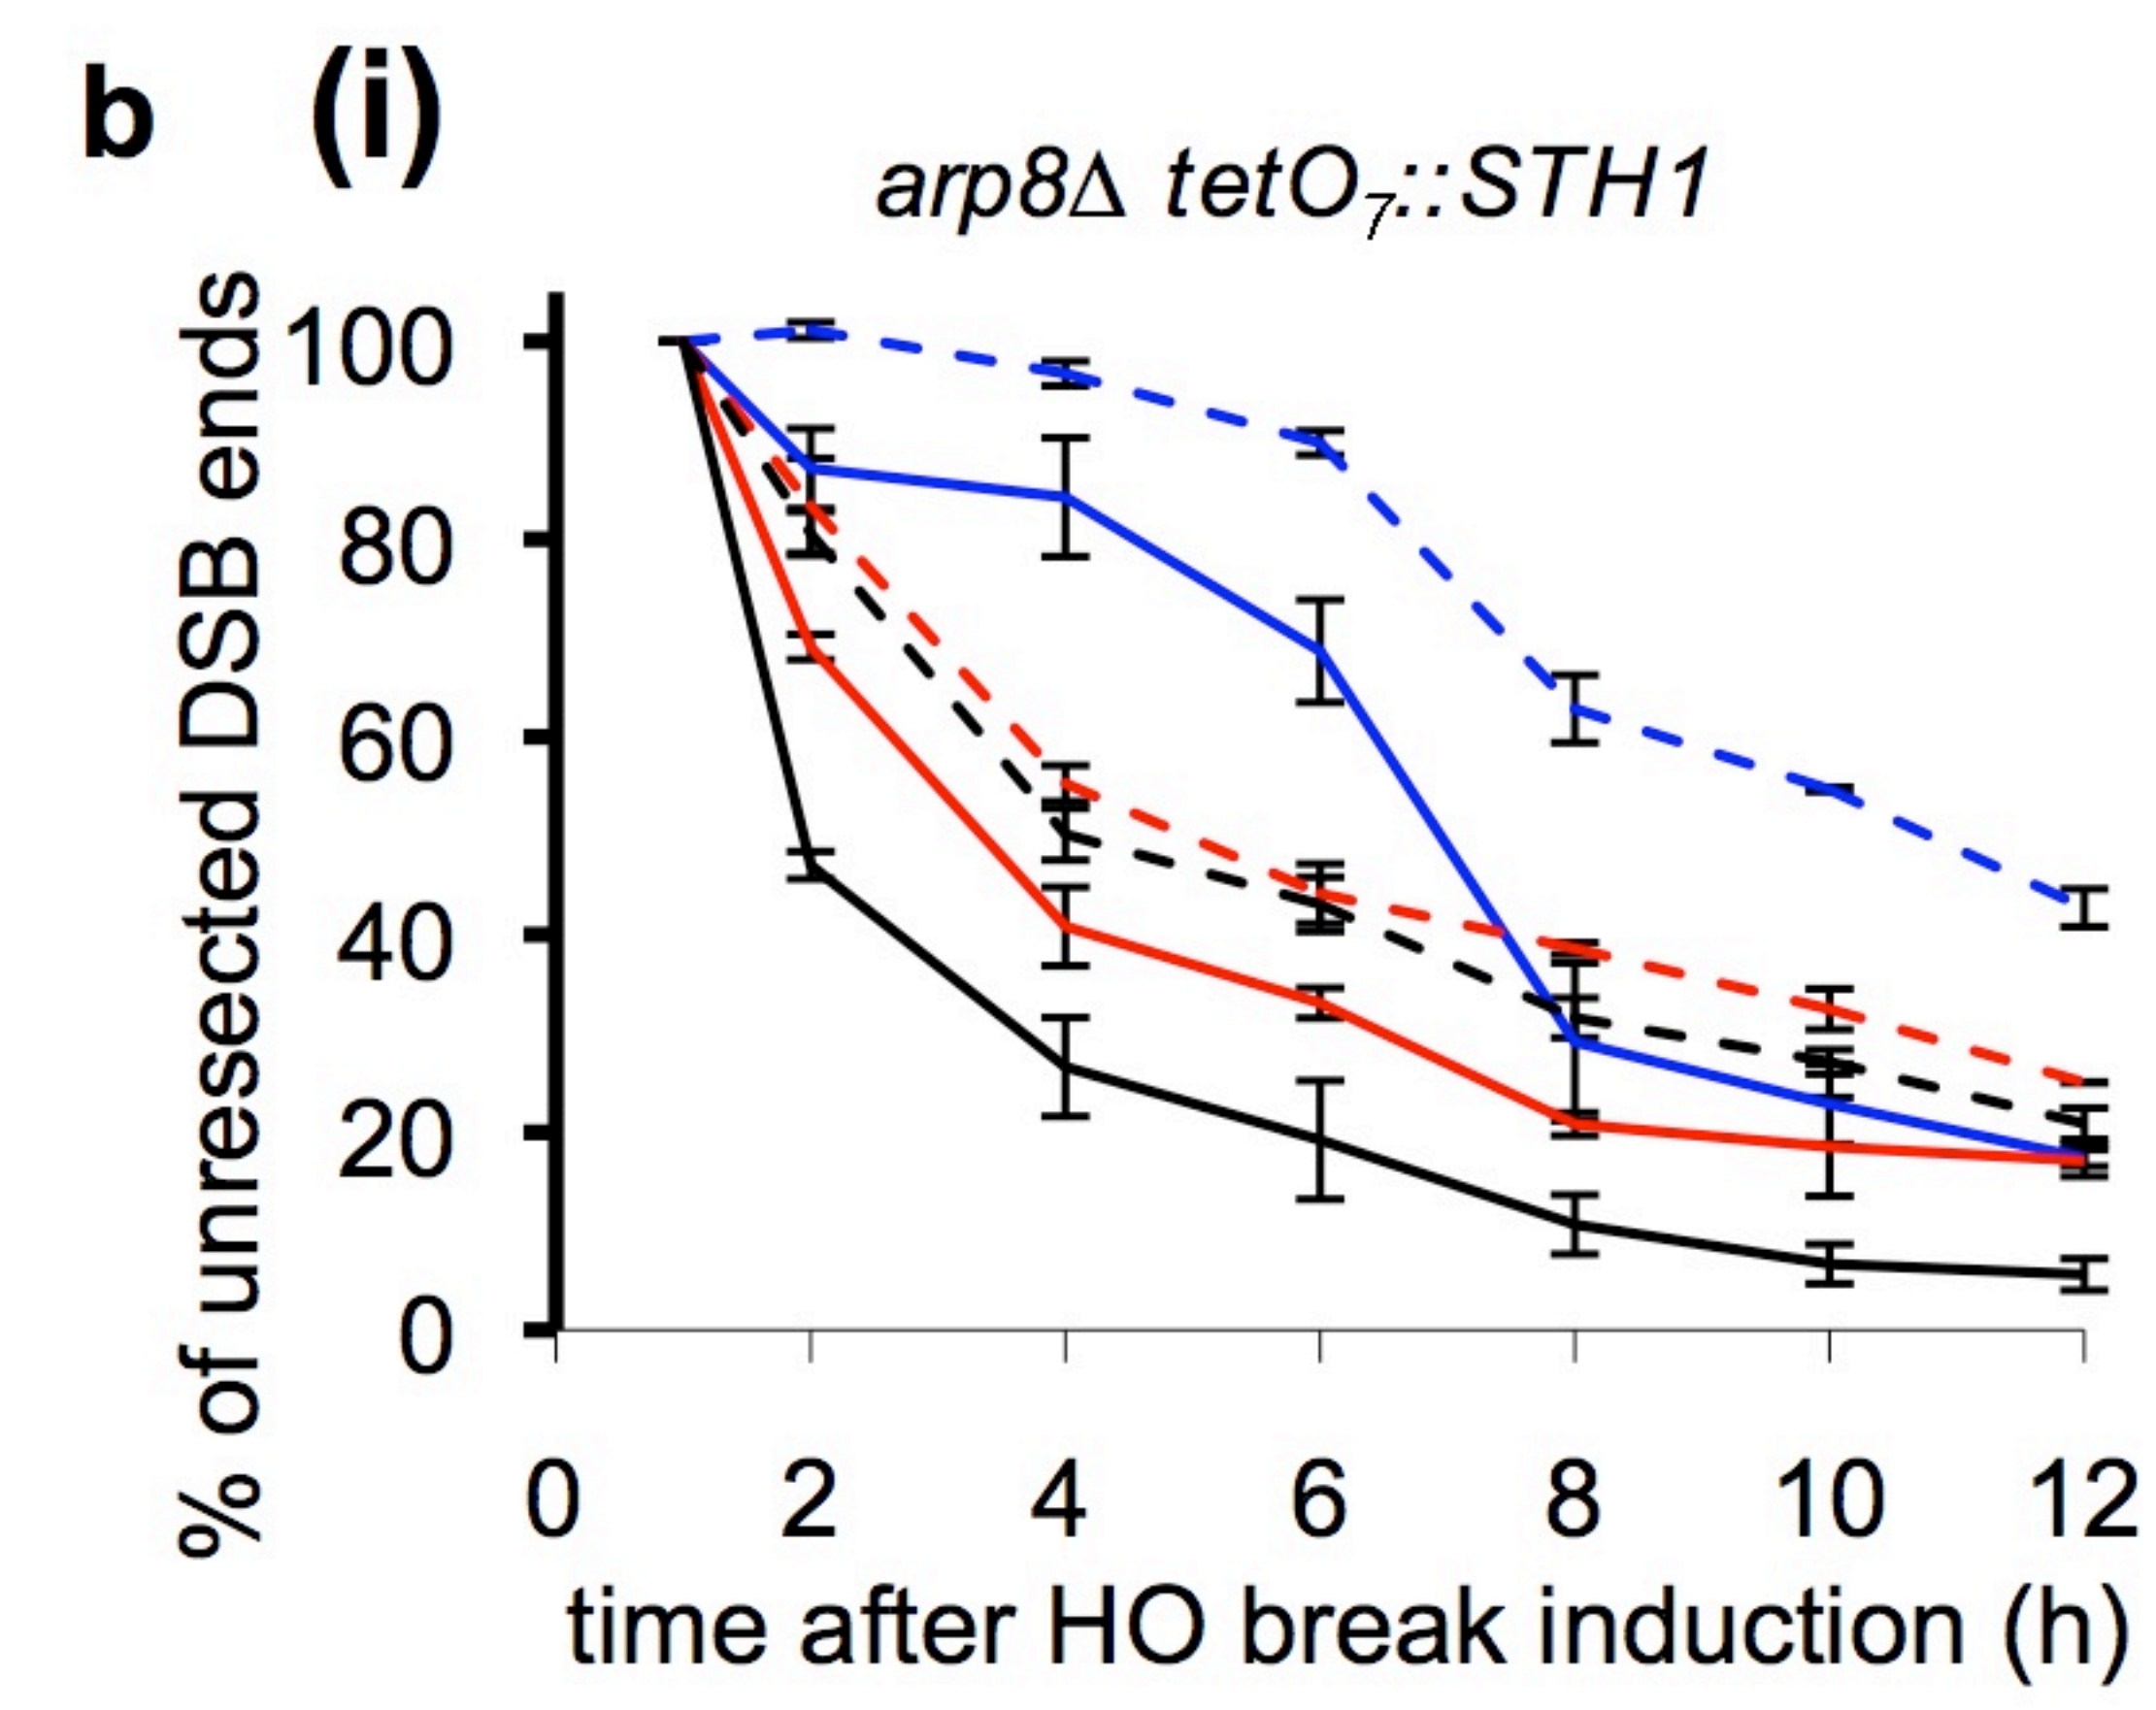 b (i)
arp8Δ tetO7::STH1
% of unresected DSB ends
100
80
60
40
20
0
0 2 4 6 8 10 12
time after HO break induction (h)